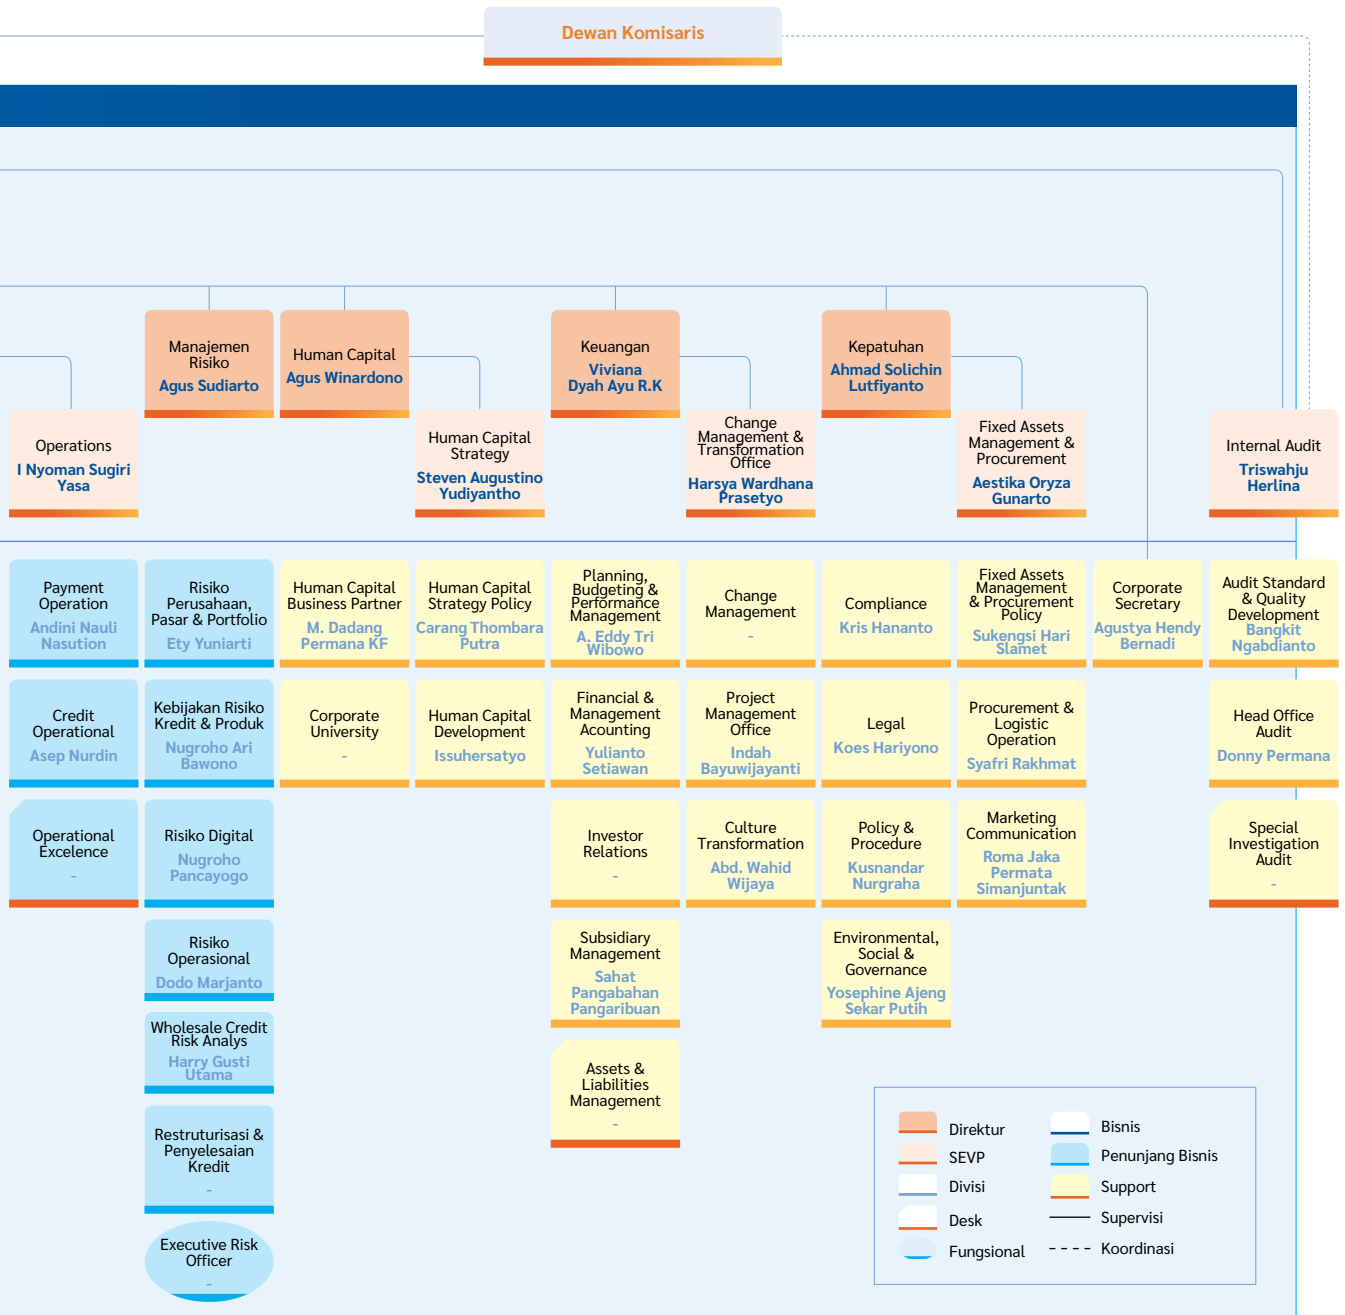 Dewan Komisaris
Manajemen
Risiko
Agus Sudiarto
Human Capital
Agus Winardono
Keuangan
Viviana
Dyah Ayu R.K
Kepatuhan
Ahmad Solichin
Lutfiyanto
Operations
I Nyoman Sugiri
Yasa
Human Capital
Strategy
Steven Augustino
Yudiyantho
Change
Management &
Transformation
Office
Harsya Wardhana
Prasetyo
Fixed Assets
Management &
Procurement
Aestika Oryza
Gunarto
Internal Audit
Triswahju
Herlina
Payment
Operation
Andini Nauli
Nasution
Risiko
Perusahaan,
Pasar & Portfolio
Ety Yuniarti
Human Capital
Business Partner
M. Dadang
Permana KF
Human Capital
Strategy Policy
Carang Thombara
Putra
Planning,
Budgeting &
Performance
Management
A. Eddy Tri
Wibowo
Change
Management
-
Compliance
Kris Hananto
Fixed Assets
Management
& Procurement
Policy
Sukengsi Hari
Slamet
Corporate
Secretary
Agustya Hendy
Bernadi
Audit Standard
& Quality
Development
Bangkit
Ngabdianto
Credit
Operational
Asep Nurdin
Kebijakan Risiko
Kredit & Produk
Nugroho Ari
Bawono
Corporate
University
-
Human Capital
Development
Issuhersatyo
Financial &
Management
Acounting
Yulianto
Setiawan
Project
Management
Office
Indah
Bayuwijayanti
Legal
Koes Hariyono
Procurement &
Logistic
Operation
Syafri Rakhmat
Head Office
Audit
Donny Permana
Operational
Excelence
-
Risiko Digital
Nugroho
Pancayogo
Investor
Relations
-
Culture
Transformation
Abd. Wahid
Wijaya
Policy &
Procedure
Kusnandar
Nurgraha
Marketing
Communication
Roma Jaka
Permata
Simanjuntak
Special
Investigation
Audit
-
Risiko
Operasional
Dodo Marjanto
Subsidiary
Management
Sahat
Pangabahan
Pangaribuan
Environmental,
Social &
Governance
Yosephine Ajeng
Sekar Putih
Wholesale Credit
Risk Analys
Harry Gusti
Utama
Assets &
Liabilities
Management
-
Restruturisasi &
Penyelesaian
Kredit
-
Executive Risk
Officer
-
Direktur
SEVP
Divisi
Desk
Fungsional
Bisnis
Penunjang Bisnis
Support
Supervisi
Koordinasi